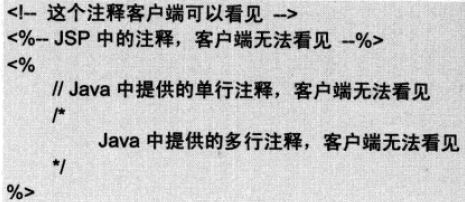 <!-- 这个注释客户端可以看见 -->
<%-- JSP 中的注释，客户端无法看见 --%>
<%
// Java 中提供的单行注释，客户端无法看见
/*
Java 中提供的多行注释，客户端无法看见
*/
%>